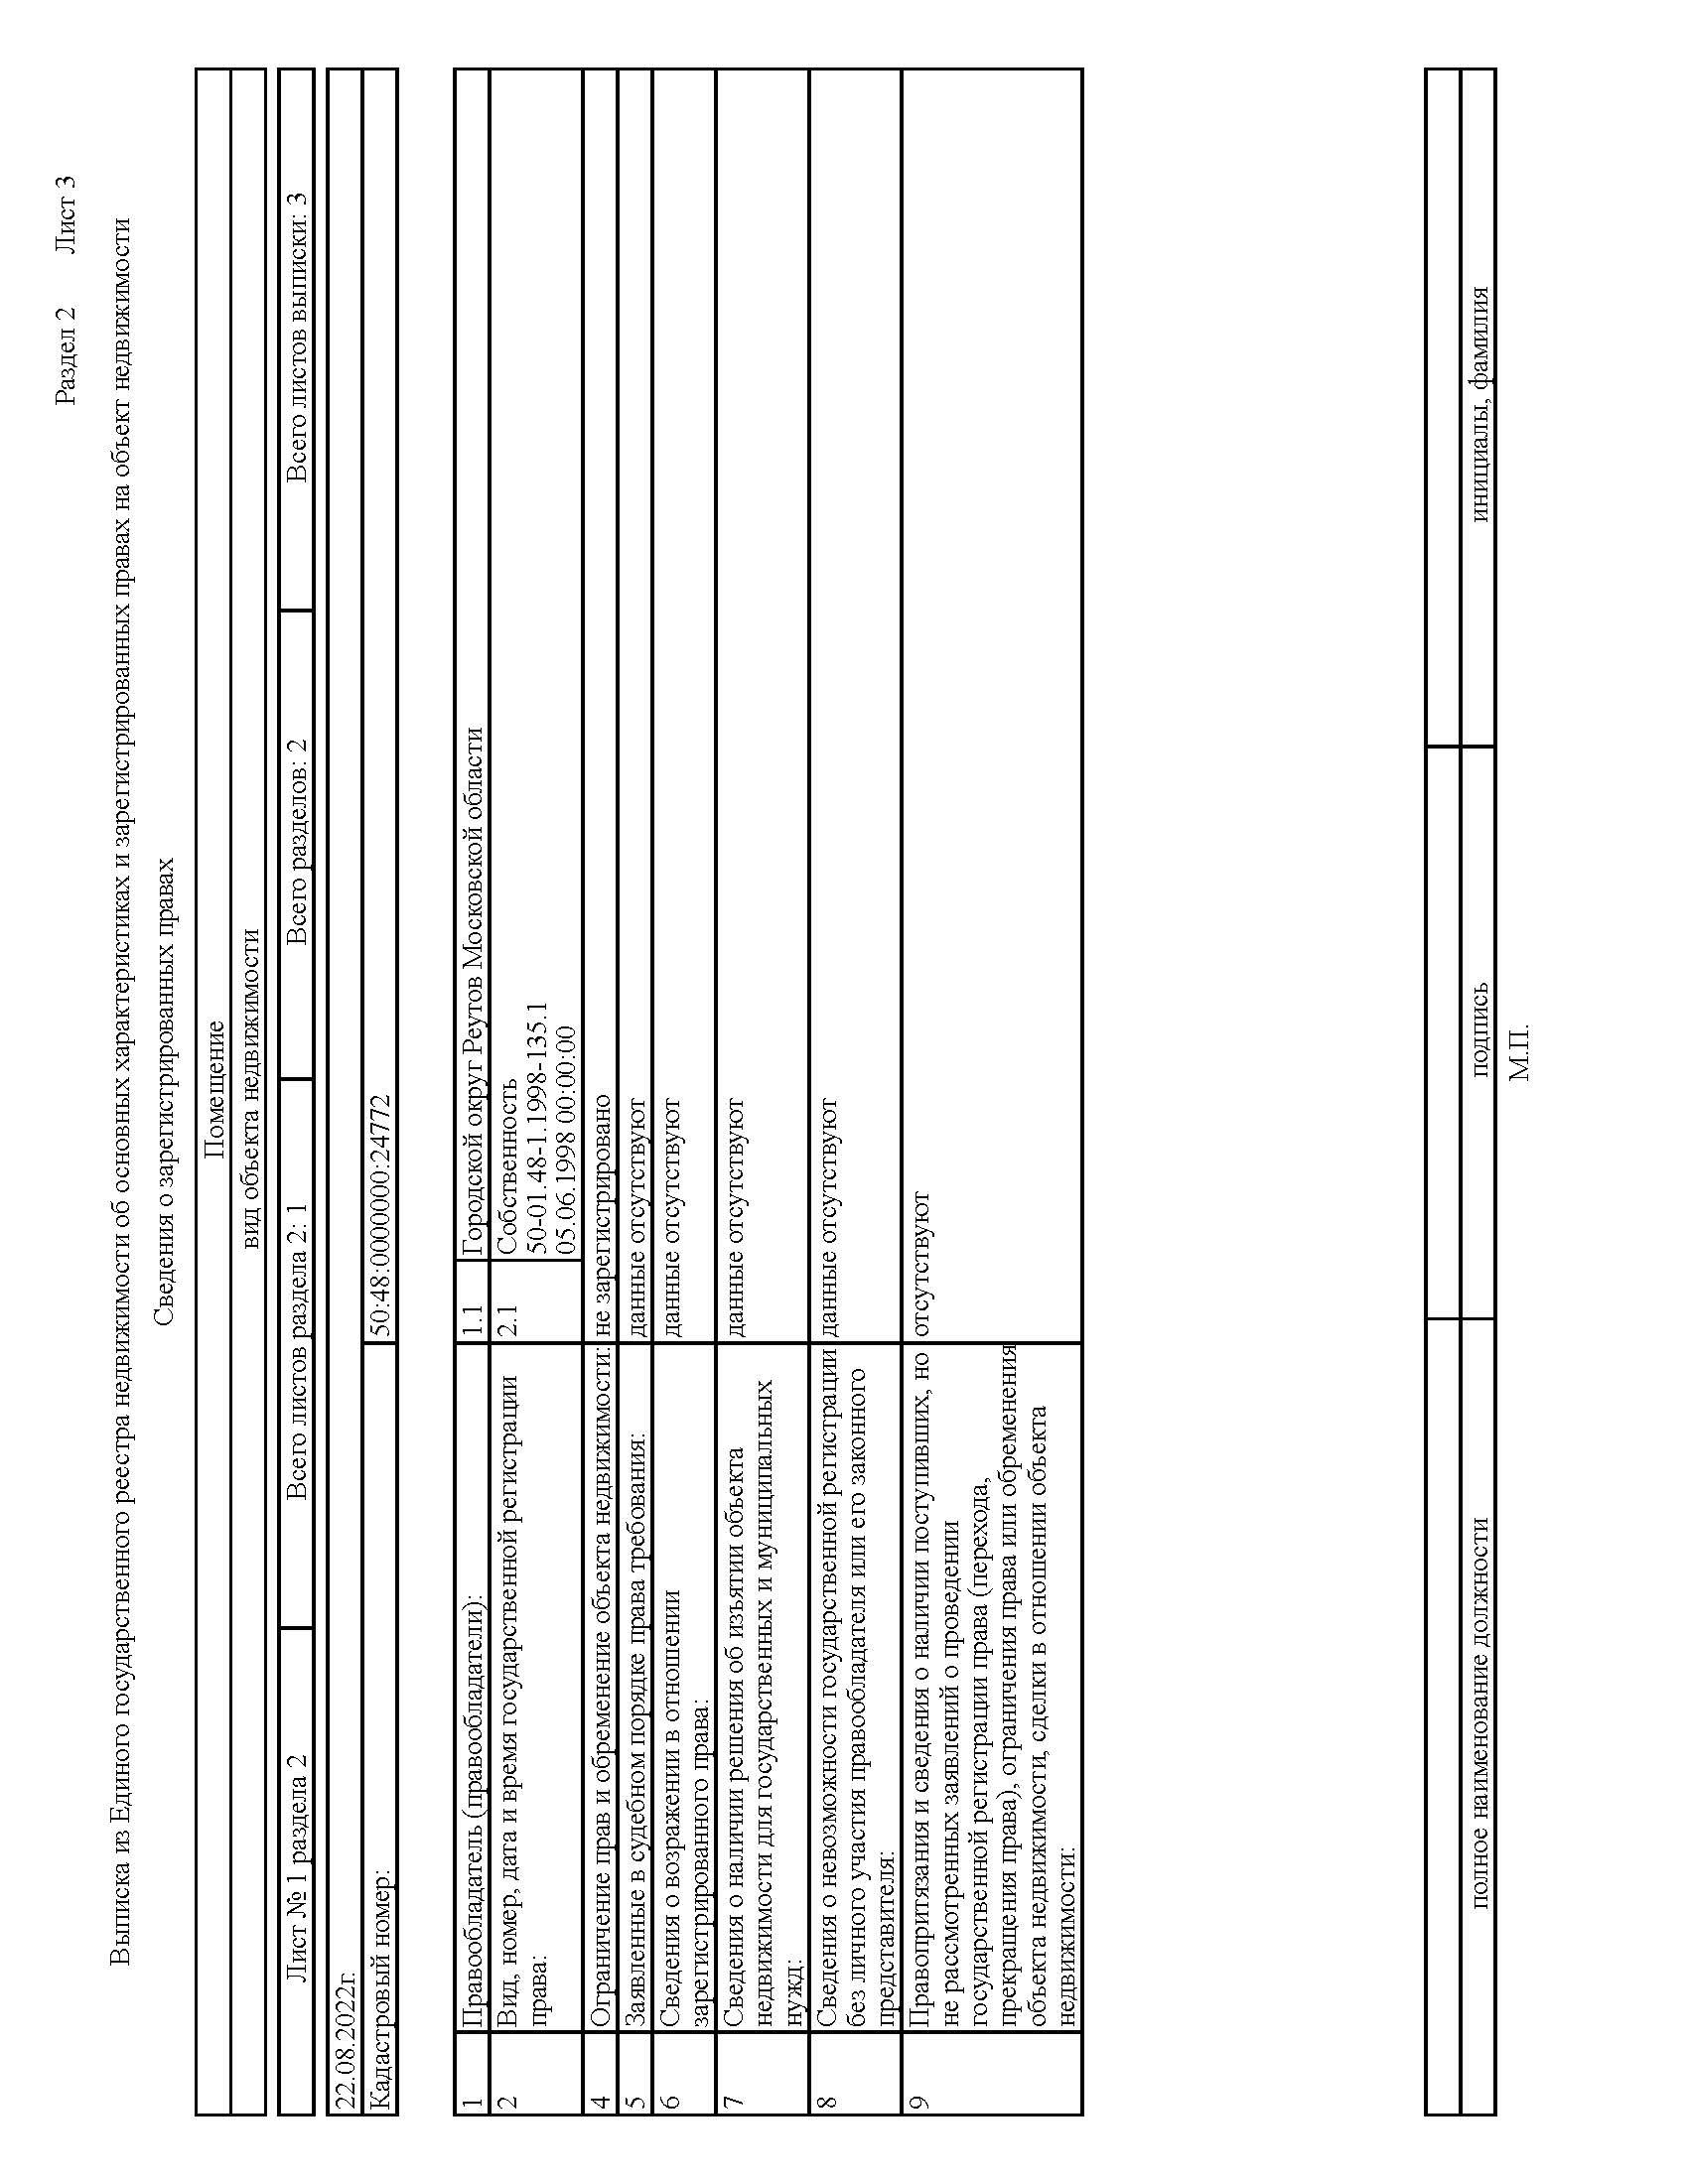 Раздел 2 Лист 3
Выписка из Единого государственного реестра недвижимости об основных характеристиках и зарегистрированных правах на объект недвижимости
Сведения о зарегистрированных правах
Помещение
вид объекта недвижимости
Лист № 1 раздела 2 Всего листов раздела 2: 1 Всего разделов: 2 Всего листов выписки: 3
22.08.2022г.
Кадастровый номер: 50:48:0000000:24772
1 Правообладатель (правообладатели): 1.1 Городской округ Реутов Московской области
2 Вид, номер, дата и время государственной регистрации 2.1 Собственность
права: 50-01.48-1.1998-135.1
05.06.1998 00:00:00
4 Ограничение прав и обременение объекта недвижимости: не зарегистрировано
5 Заявленные в судебном порядке права требования: данные отсутствуют
6 Сведения о возражении в отношении данные отсутствуют
зарегистрированного права:
7 Сведения о наличии решения об изъятии объекта данные отсутствуют
недвижимости для государственных и муниципальных
нужд:
8 Сведения о невозможности государственной регистрации данные отсутствуют
без личного участия правообладателя или его законного
представителя:
9 Правопритязания и сведения о наличии поступивших, но отсутствуют
не рассмотренных заявлений о проведении
государственной регистрации права (перехода,
прекращения права), ограничения права или обременения
объекта недвижимости, сделки в отношении объекта
недвижимости:
полное наименование должности подпись инициалы, фамилия
М.П.